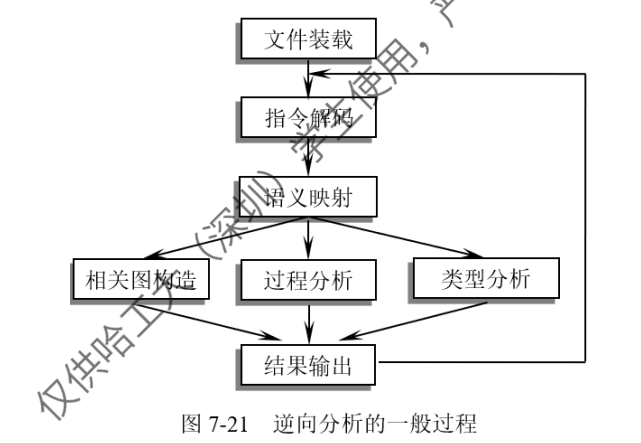 文件装载
指令解码
语义映射
相关图构造
过程分析
类型分析
结果输出
图 7-21 逆向分析的一般过程
仅供哈工大（深圳）学生使用，严